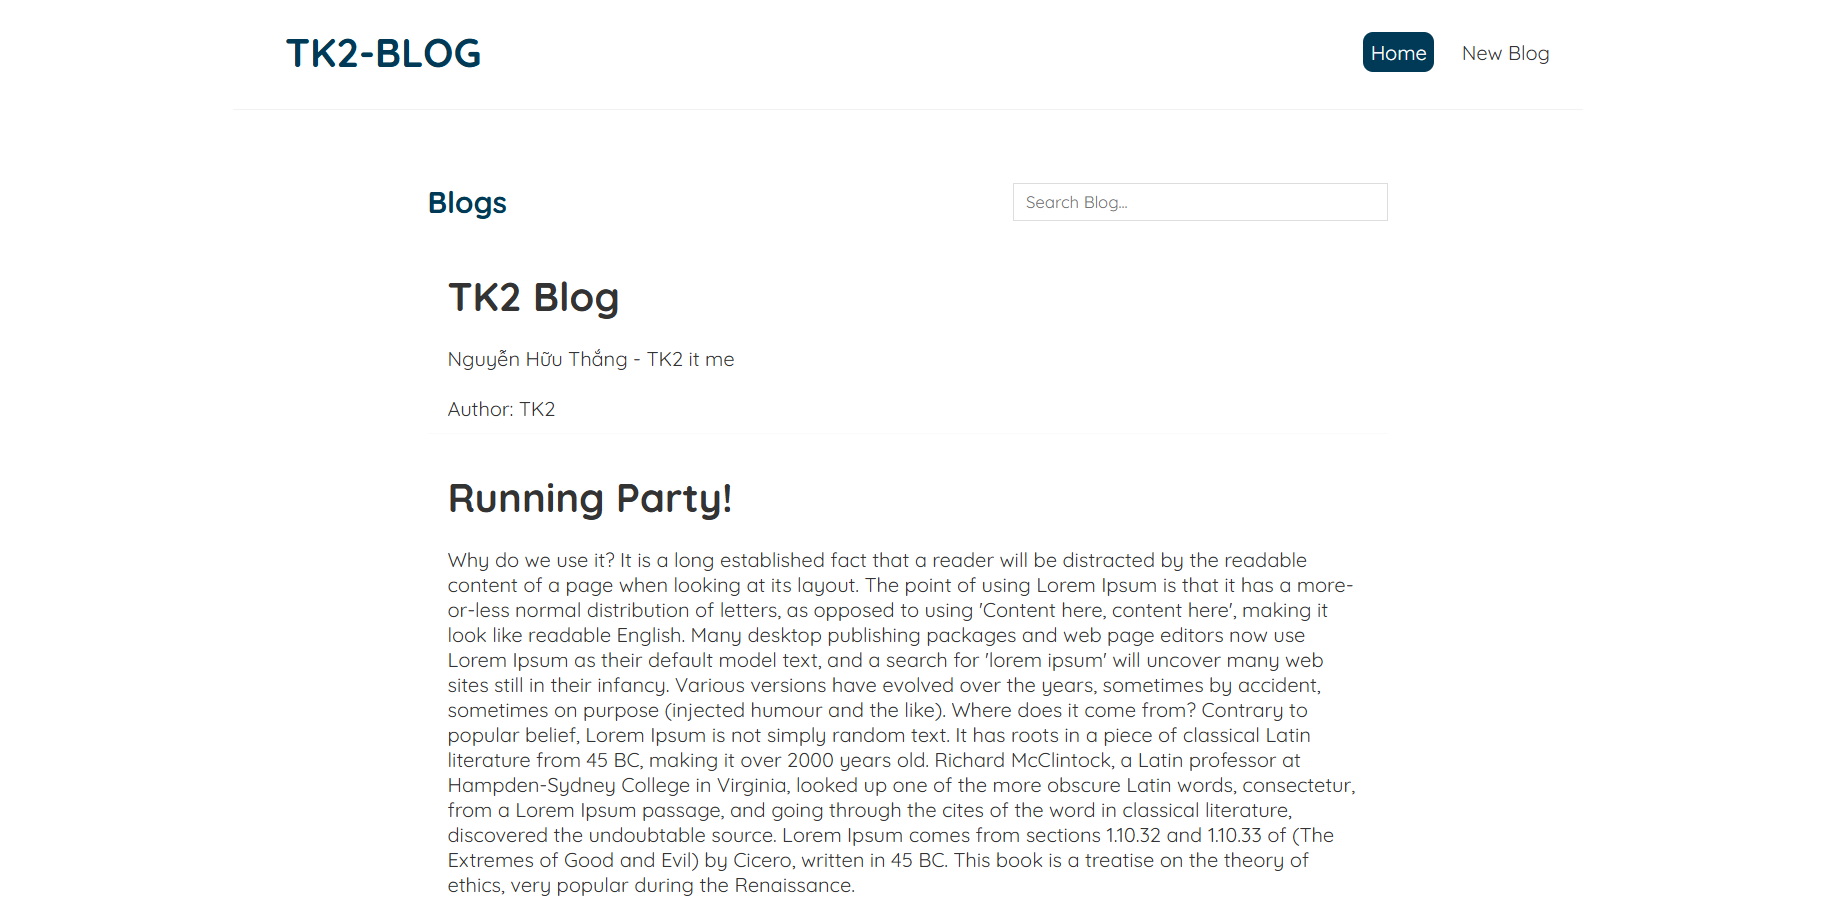 TK2-BLOG
Home
New Blog
Blogs
Search Blog...
TK2 Blog
Nguyễn Hữu Thắng - TK2 it me
Author: TK2
Running Party!
Why do we use it? It is a long established fact that a reader will be distracted by the readable
content of a page when looking at its layout. The point of using Lorem Ipsum is that it has a more-
or-less normal distribution of letters, as opposed to using 'Content here, content here', making it
look like readable English. Many desktop publishing packages and web page editors now use
Lorem Ipsum as their default model text, and a search for 'lorem ipsum' will uncover many web
sites still in their infancy. Various versions have evolved over the years, sometimes by accident,
sometimes on purpose (injected humour and the like). Where does it come from? Contrary to
popular belief, Lorem Ipsum is not simply random text. It has roots in a piece of classical Latin
literature from 45 BC, making it over 2000 years old. Richard McClintock, a Latin professor at
Hampden-Sydney College in Virginia, looked up one of the more obscure Latin words, consectetur,
from a Lorem Ipsum passage, and going through the cites of the word in classical literature,
discovered the undoubtable source. Lorem Ipsum comes from sections 1.10.32 and 1.10.33 of (The
Extremes of Good and Evil) by Cicero, written in 45 BC. This book is a treatise on the theory of
ethics, very popular during the Renaissance.